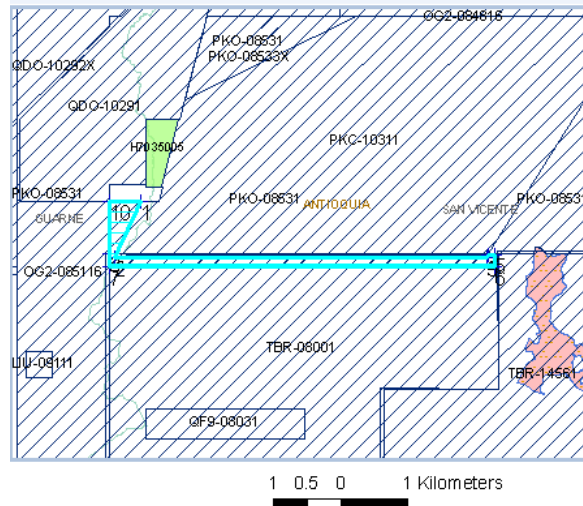 OG2-084816
PKO-08531
PKO-08533X
QDO-10292X
QDO-10291
H7035005
PKC-10311
PKO-08531
PKO-08531
ANTIOQUIA
SAN VICENTE
PKO-0853
GUARNE
10 1
OG2-085116
TBR-08001
LIU-09111
TBR-14561
QF9-08031
1 0.5 0 1 Kilometers